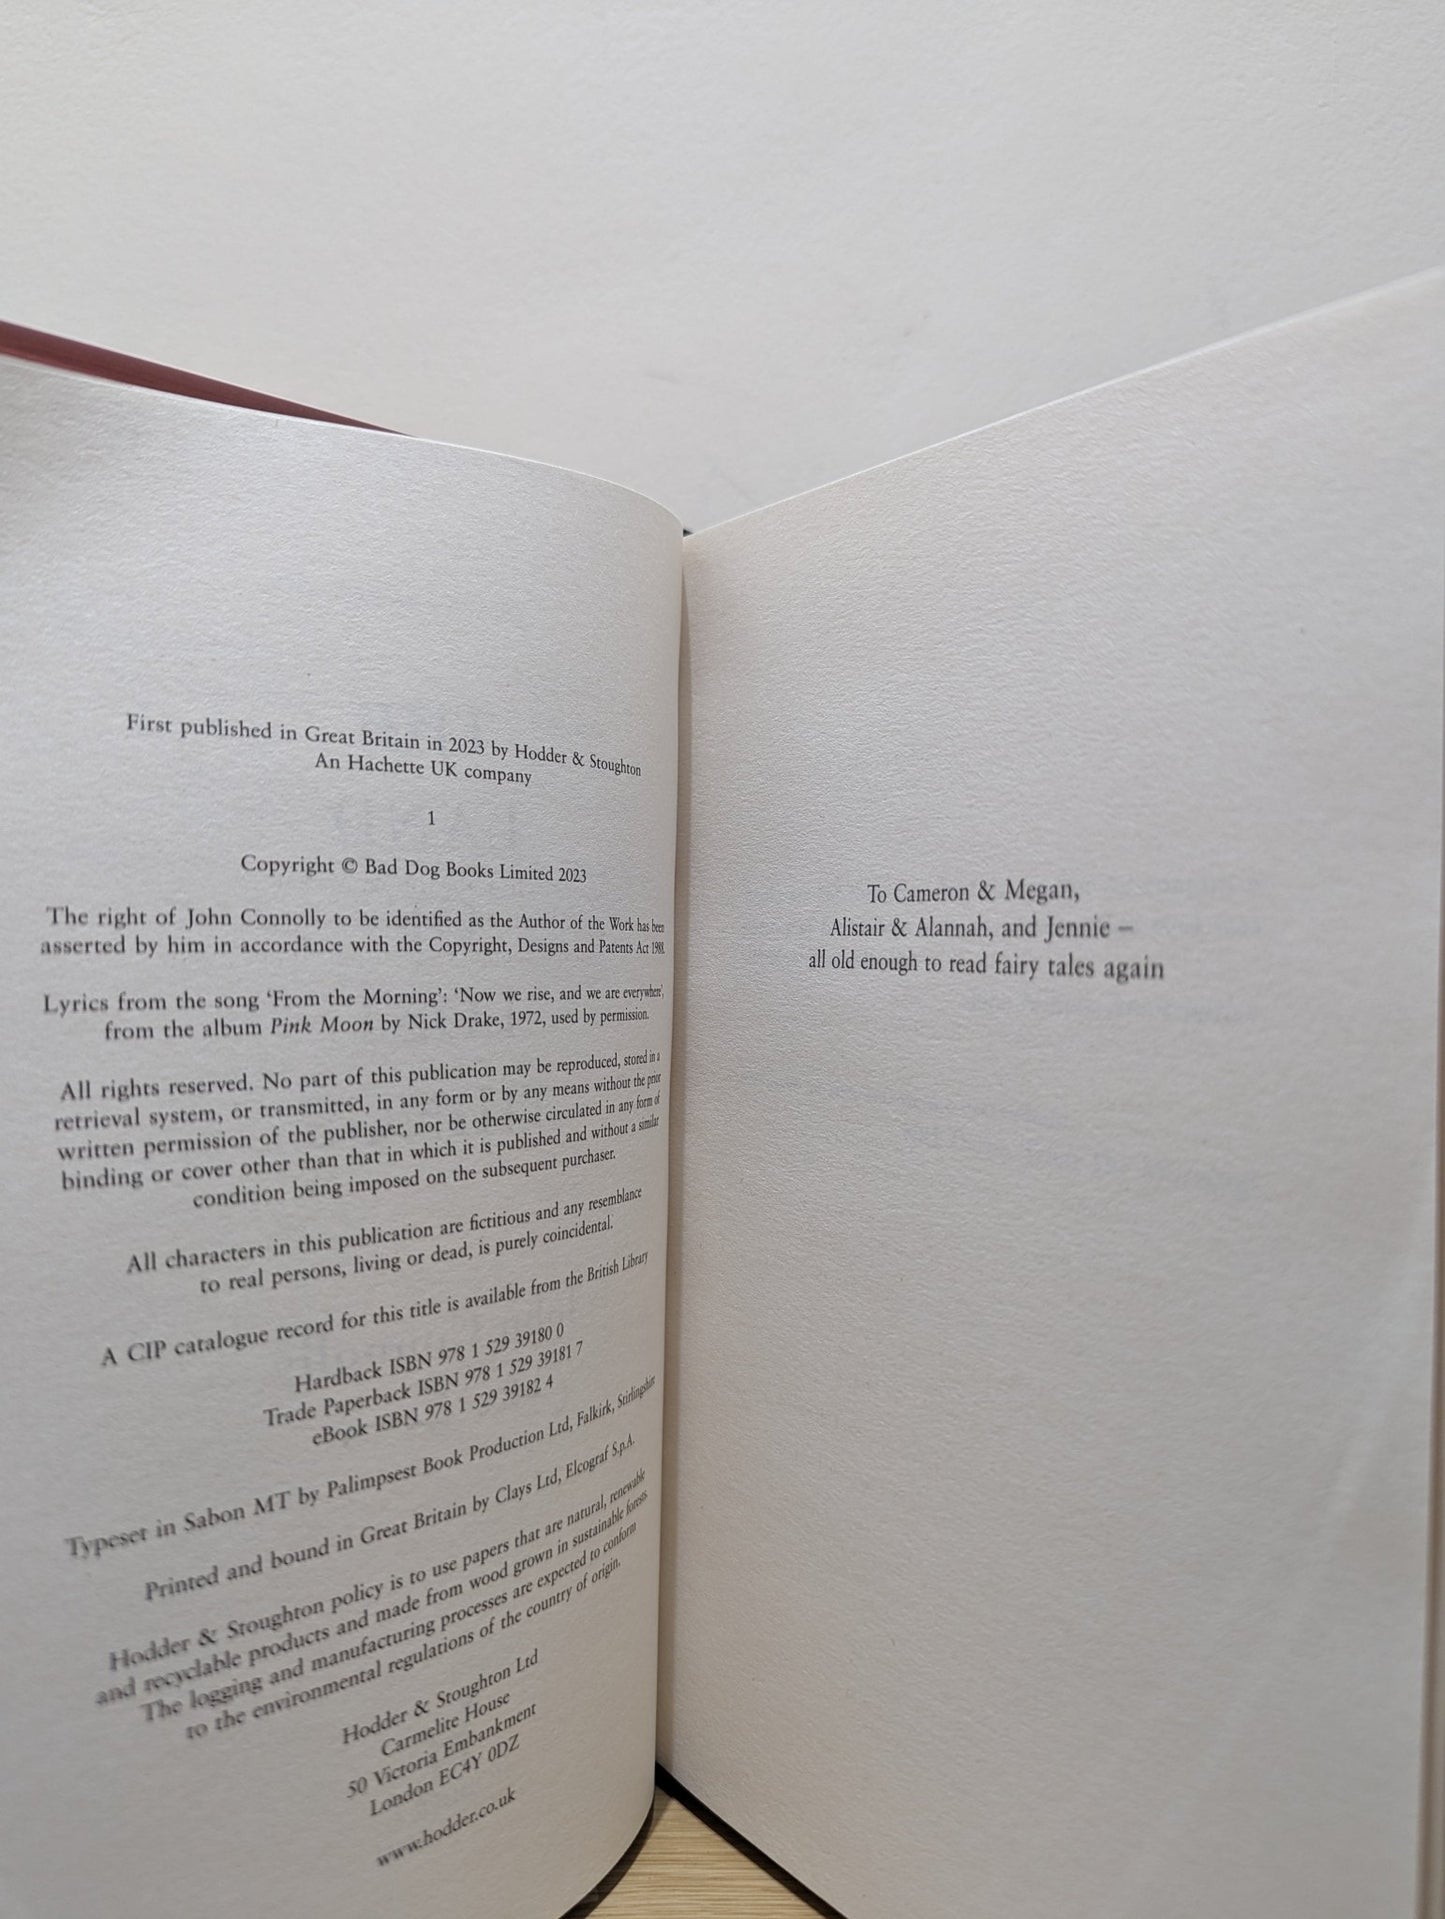 First published in Great Britain in 2023 by Hodder & Stoughton
An Hachette UK company
1
Copyright © Bad Dog Books Limited 2023
The right of John Connolly to be identified as the Author of the Work has been
asserted by him in accordance with the Copyright, Designs and Patents Act 1988.
Lyrics from the song ‘From the Morning’: ‘Now we rise, and we are everywhere’,
from the album Pink Moon by Nick Drake, 1972, used by permission.
All rights reserved. No part of this publication may be reproduced, stored in a
retrieval system, or transmitted, in any form or by any means without the prior
written permission of the publisher, nor be otherwise circulated in any form of
binding or cover other than that in which it is published and without a similar
condition being imposed on the subsequent purchaser.
All characters in this publication are fictitious and any resemblance
to real persons, living or dead, is purely coincidental.
A CIP catalogue record for this title is available from the British Library
Hardback ISBN 978 1 529 39180 0
Trade Paperback ISBN 978 1 529 39181 7
eBook ISBN 978 1 529 39182 4
Typeset in Sabon MT by Palimpsest Book Production Ltd, Falkirk, Stirlingshire
Printed and bound in Great Britain by Clays Ltd, Elcograf S.p.A.
Hodder & Stoughton policy is to use papers that are natural, renewable
and recyclable products and made from wood grown in sustainable forests.
The logging and manufacturing processes are expected to conform
to the environmental regulations of the country of origin.
Hodder & Stoughton Ltd
Carmelite House
50 Victoria Embankment
London EC4Y 0DZ
www.hodder.co.uk
To Cameron & Megan,
Alistair & Alannah, and Jennie –
all old enough to read fairy tales again